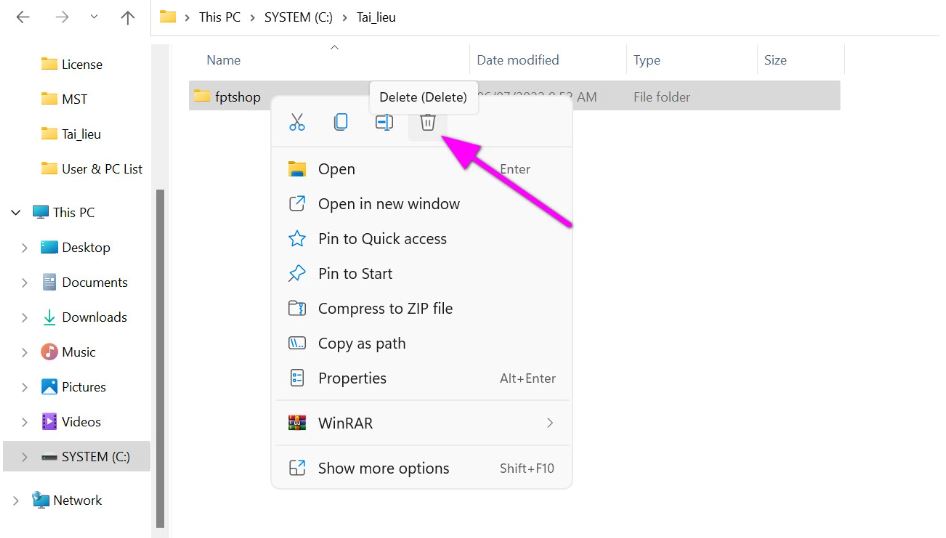 This PC > SYSTEM (C:) > Tai_lieu
License
MST
Tai_lieu
User & PC List
This PC
Desktop
Documents
Downloads
Music
Pictures
Videos
SYSTEM (C:)
Network
Name Date modified Type Size
fptshop File folder
Delete (Delete)
Open Enter
Open in new window
Pin to Quick access
Pin to Start
Compress to ZIP file
Copy as path
Properties Alt+Enter
WinRAR
Show more options Shift+F10